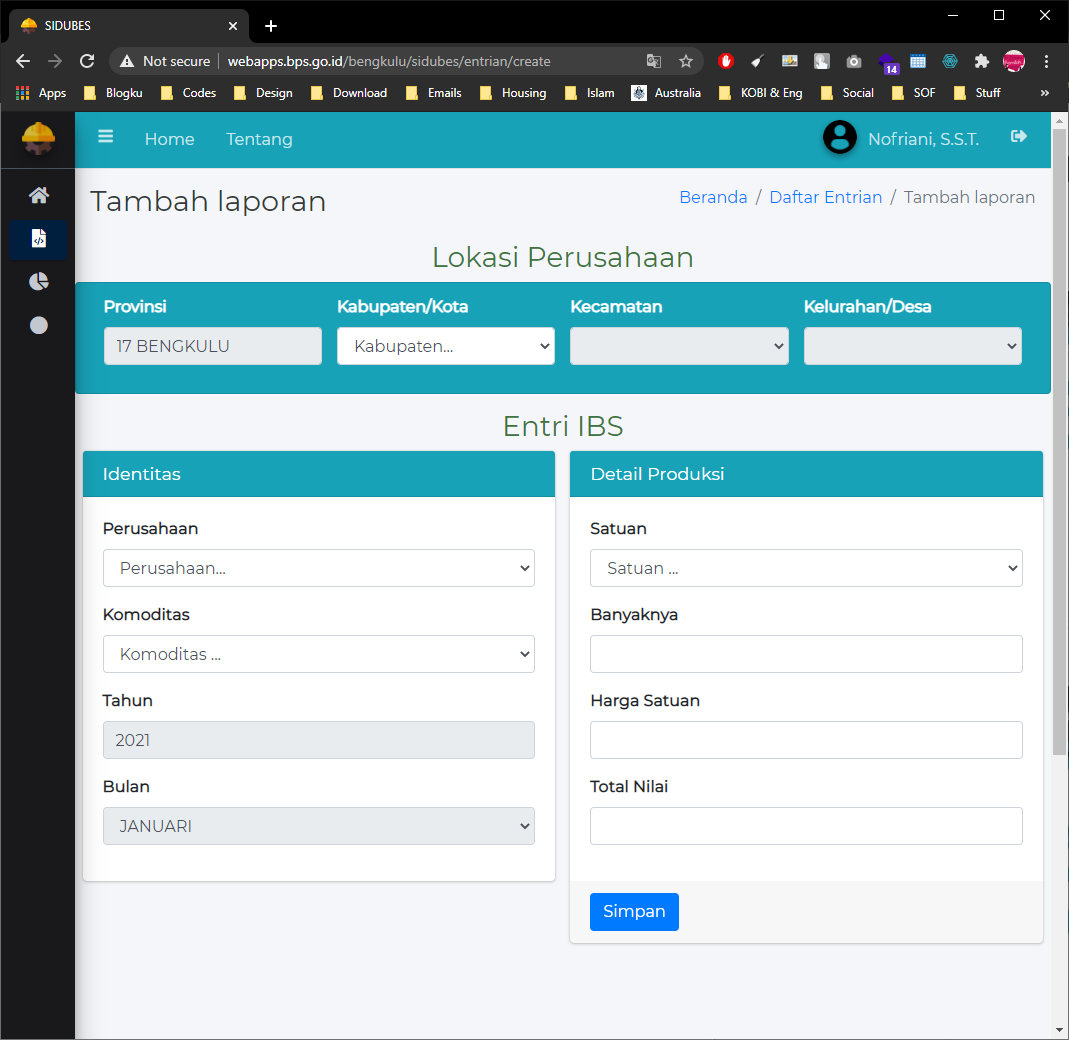 SIDUBES
Not secure webapps.bps.go.id/bengkulu/sidubes/entrian/create
14
Apps Blogku Codes Design Download Emails Housing Islam Australia KOBI & Eng Social SOF Stuff »
Home Tentang Nofriani, S.S.T.
Tambah laporan Beranda / Daftar Entrian / Tambah laporan
Lokasi Perusahaan
Provinsi Kabupaten/Kota Kecamatan Kelurahan/Desa
17 BENGKULU Kabupaten...
Entri IBS
Identitas
Perusahaan
Perusahaan...
Komoditas
Komoditas ...
Tahun
2021
Bulan
JANUARI
Detail Produksi
Satuan
Satuan ...
Banyaknya
Harga Satuan
Total Nilai
Simpan